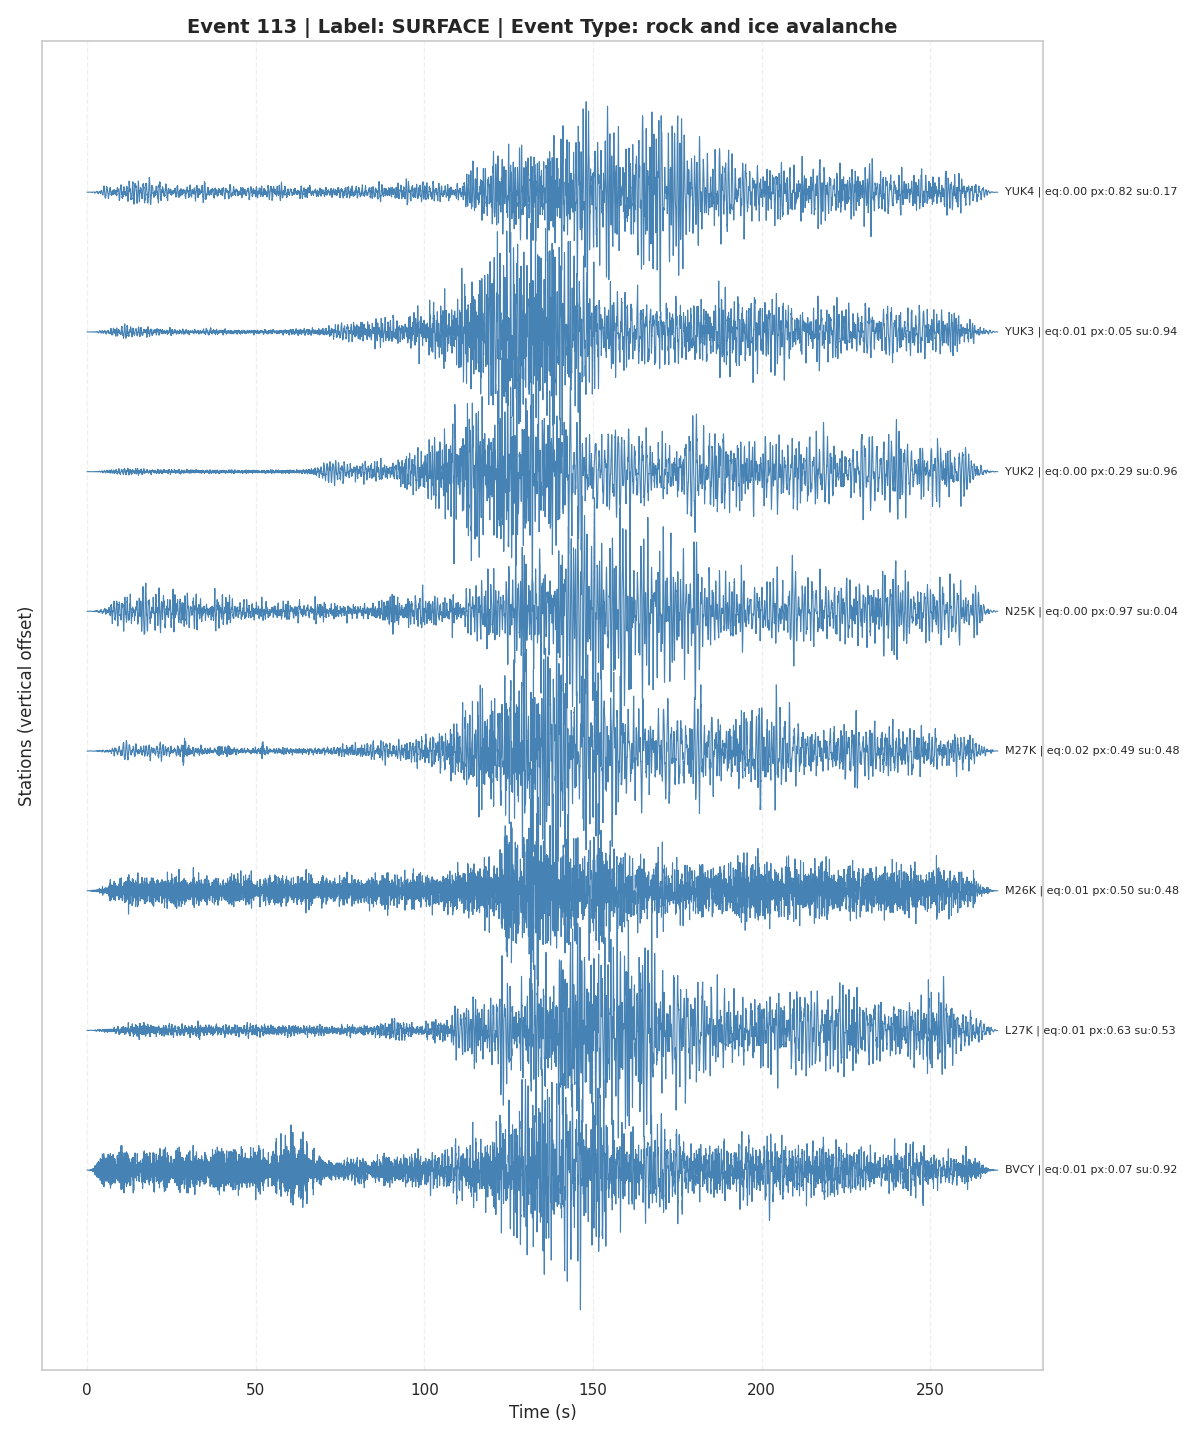 Event 113 | Label: SURFACE | Event Type: rock and ice avalanche
YUK4 | eq:0.00 px:0.82 su:0.17
YUK3 | eq:0.01 px:0.05 su:0.94
YUK2 | eq:0.00 px:0.29 su:0.96
N25K | eq:0.00 px:0.97 su:0.04
M27K | eq:0.02 px:0.49 su:0.48
M26K | eq:0.01 px:0.50 su:0.48
L27K | eq:0.01 px:0.63 su:0.53
BVCY | eq:0.01 px:0.07 su:0.92
Stations (vertical offset)
0 50 100 150 200 250
Time (s)